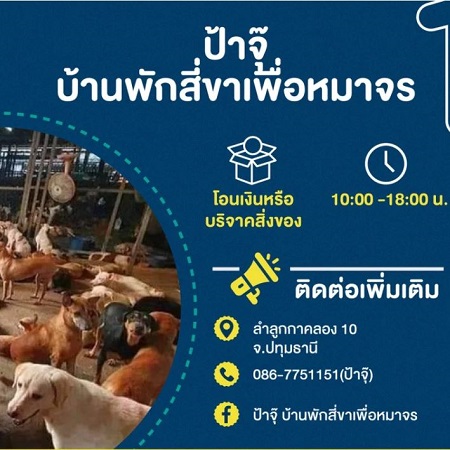 ป้าจุ๊
บ้านพักสี่ขาเพื่อหมาจร
โอนเงินหรือ
บริจาคสิ่งของ
10:00 -18:00 น.
ติดต่อเพิ่มเติม
ลำลูกกาคลอง 10
จ.ปทุมธานี
086-7751151(ป้าจุ๊)
ป้าจุ๊ บ้านพักสี่ขาเพื่อหมาจร